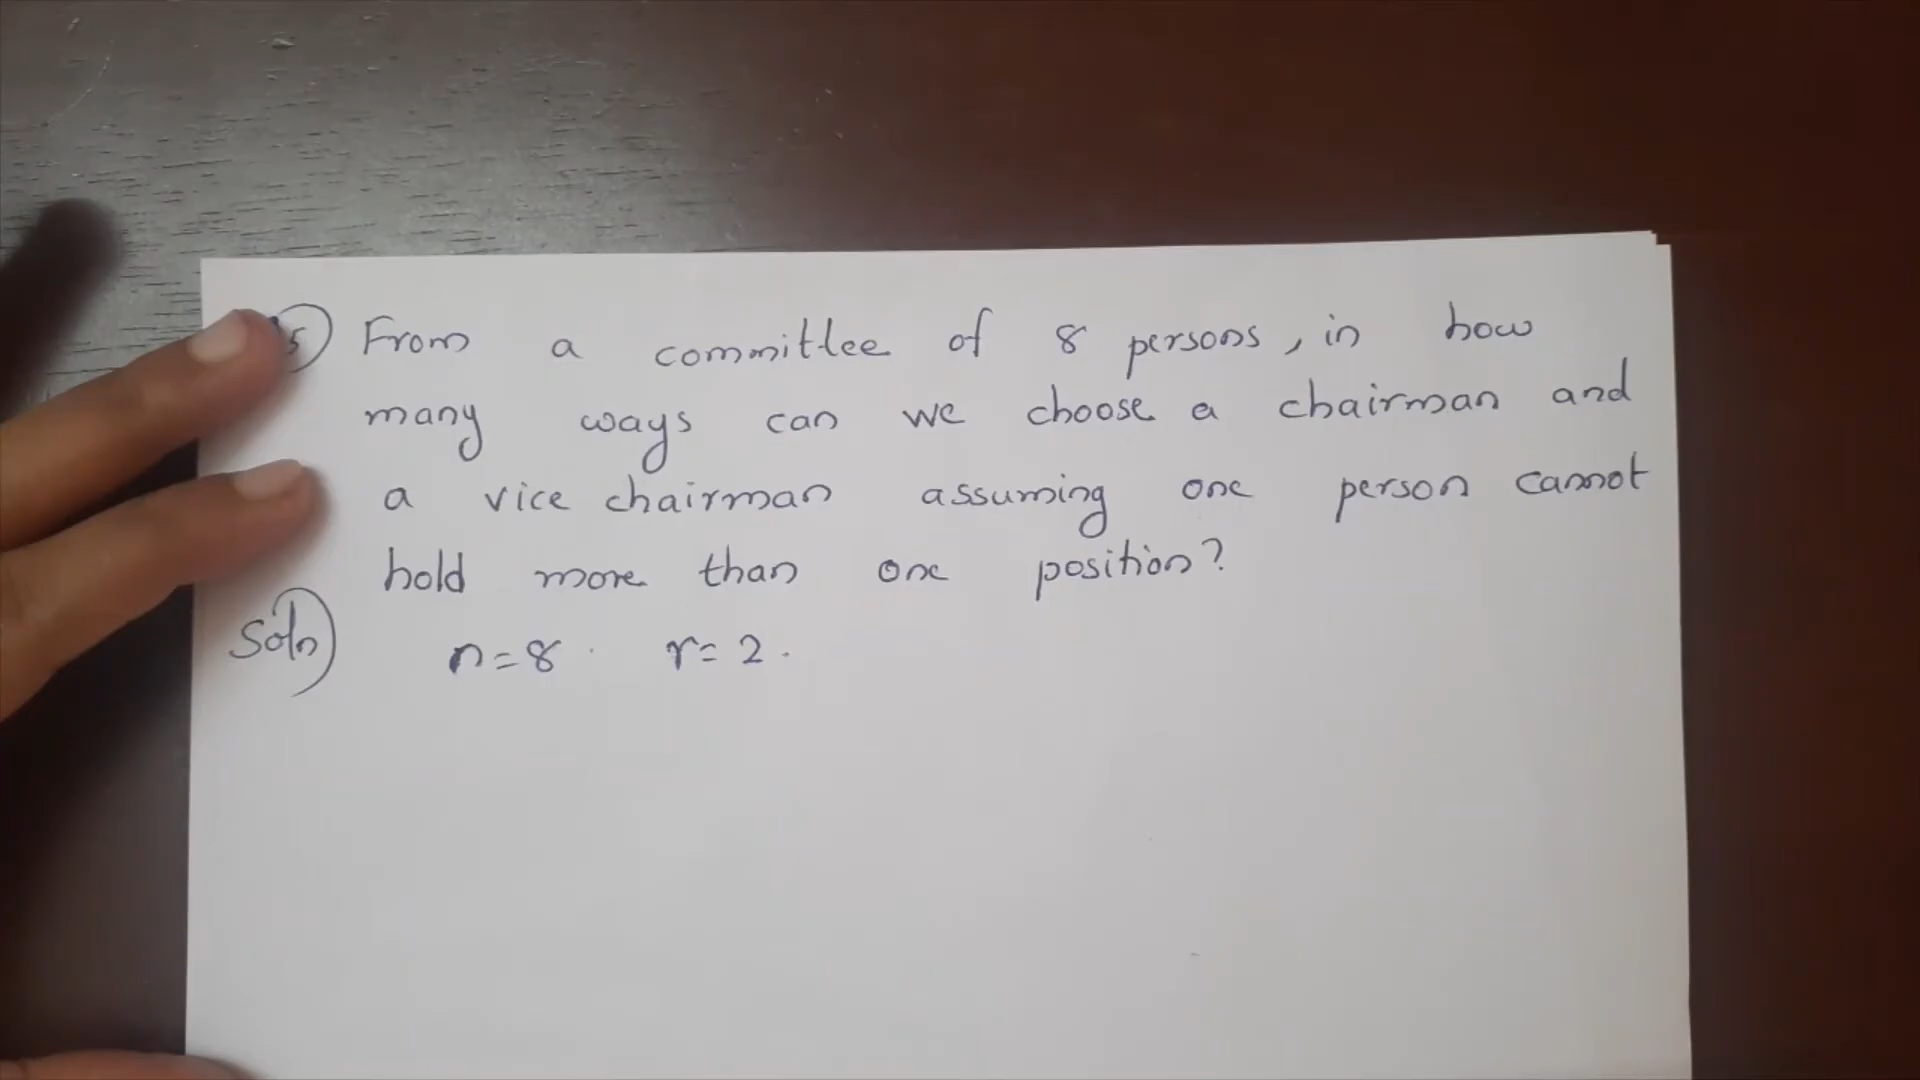 5) From a committee of 8 persons, in how
many ways can we choose a chairman and
a vice chairman assuming one person cannot
hold more than one position?
Soln) n=8. r=2.